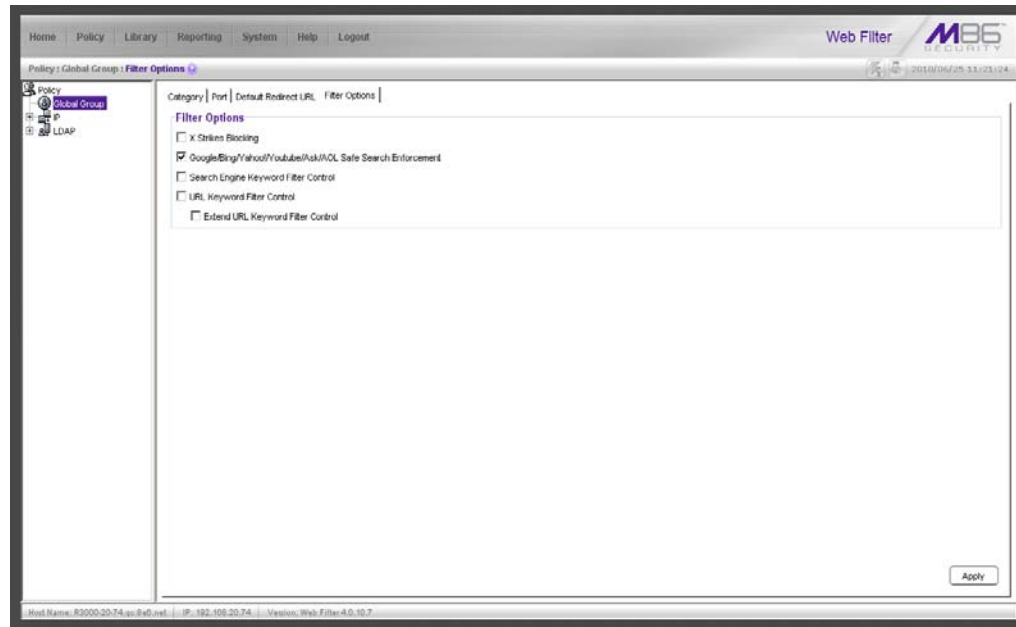 Home Policy Library Reporting System Help Logout
Web Filter
M86
SECURITY
Policy : Global Group : Filter Options
2010/06/25 11:21:24
Policy
Global Group
IP
LDAP
Category Port Default Redirect URL Filter Options
Filter Options
X Strikes Blocking
Google/Bing/Yahoo!/Youtube/Ask/AOL Safe Search Enforcement
Search Engine Keyword Filter Control
URL Keyword Filter Control
Extend URL Keyword Filter Control
Apply
Host Name: R3000-20-74.qc.8e6.net IP: 192.168.20.74 Version: Web Filter 4.0.10.7